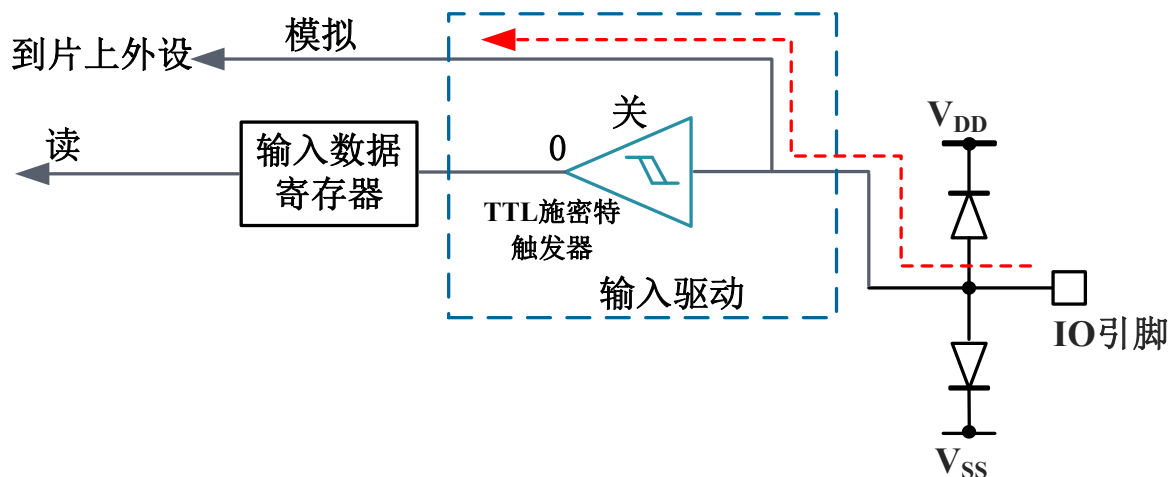 模拟
到片上外设
关
V_DD
0
读
输入数据
寄存器
TTL施密特
触发器
输入驱动
IO引脚
V_SS